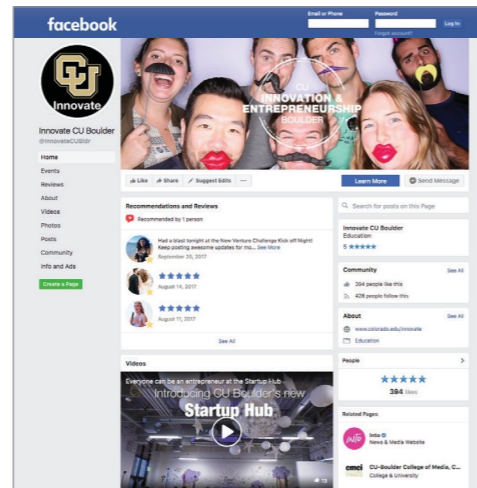 facebook
Email or Phone
Password
Log In
Forgot account?
CU
Innovate
CU
INNOVATION &
ENTREPRENEURSHIP
BOULDER
Innovate CU Boulder
@InnovateCUBldr
Home
Events
Reviews
About
Videos
Photos
Posts
Community
Info and Ads
Create a Page
Like
Share
Suggest Edits
Learn More
Send Message
Recommendations and Reviews
Recommended by 1 person
Had a blast tonight at the New Venture Challenge Kick off Night!
Keep posting awesome updates for mo... See More
September 20, 2017
August 14, 2017
August 11, 2017
See All
Videos
Everyone can be an entrepreneur at the Startup Hub
Introducing CU Boulder's new
Startup Hub
13
Search for posts on this Page
Innovate CU Boulder
Education
5
Community
See All
394 people like this
428 people follow this
About
See All
www.colorado.edu/innovate
Education
People
394 likes
Related Pages
into
Into
News & Media Website
cmci
CU-Boulder College of Media, C...
College & University